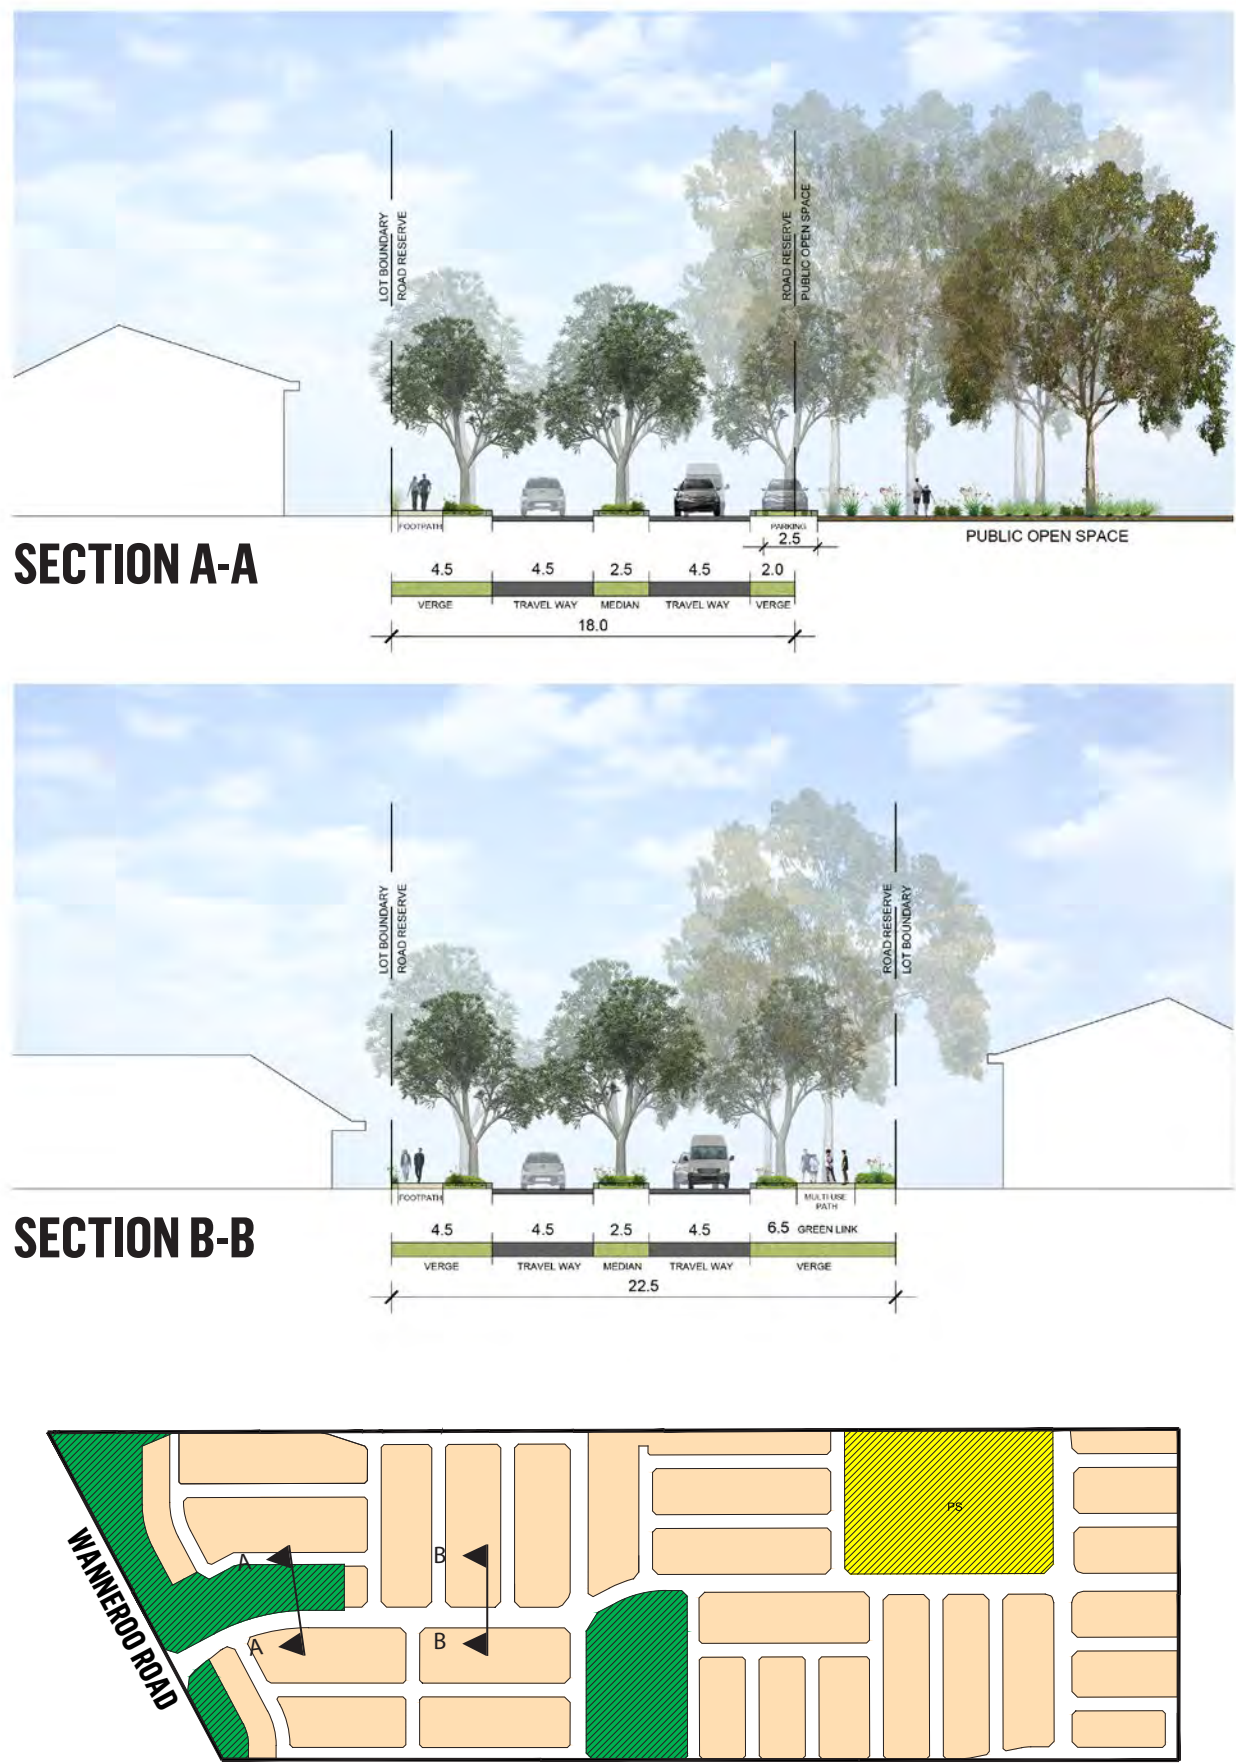 LOT BOUNDARY
ROAD RESERVE
ROAD RESERVE
PUBLIC OPEN SPACE
FOOTPATH
PARKING
2.5
PUBLIC OPEN SPACE
SECTION A-A
4.5 4.5 2.5 4.5 2.0
VERGE TRAVEL WAY MEDIAN TRAVEL WAY VERGE
18.0
LOT BOUNDARY
ROAD RESERVE
ROAD RESERVE
LOT BOUNDARY
FOOTPATH
MULTI USE
PATH
SECTION B-B
4.5 4.5 2.5 4.5 6.5 GREEN LINK
VERGE TRAVEL WAY MEDIAN TRAVEL WAY VERGE
22.5
PS
A B
A B
WANNEROO ROAD